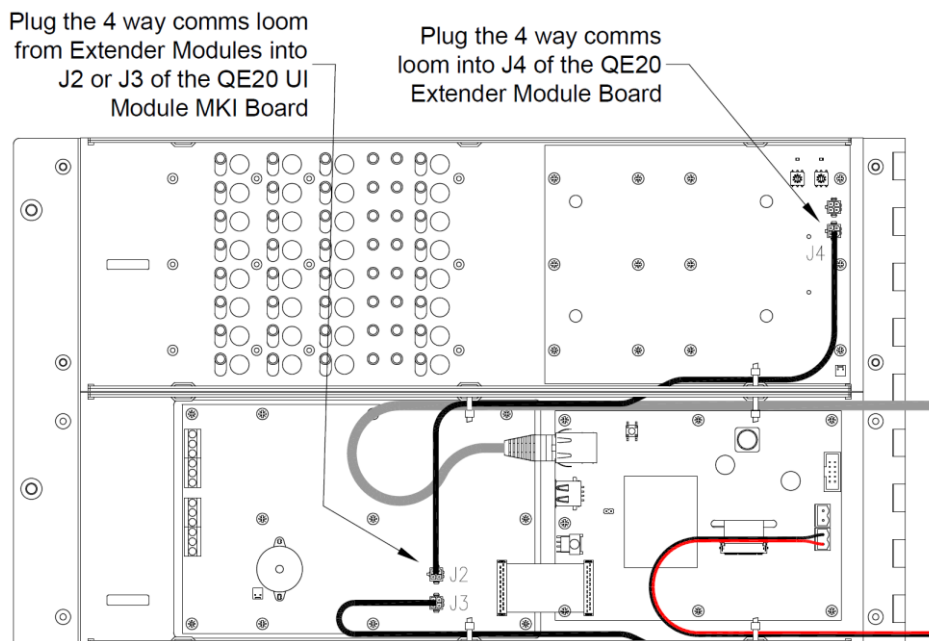 Plug the 4 way comms loom
from Extender Modules into
J2 or J3 of the QE20 UI
Module MKI Board
Plug the 4 way comms
loom into J4 of the QE20
Extender Module Board
J4
J2
J3